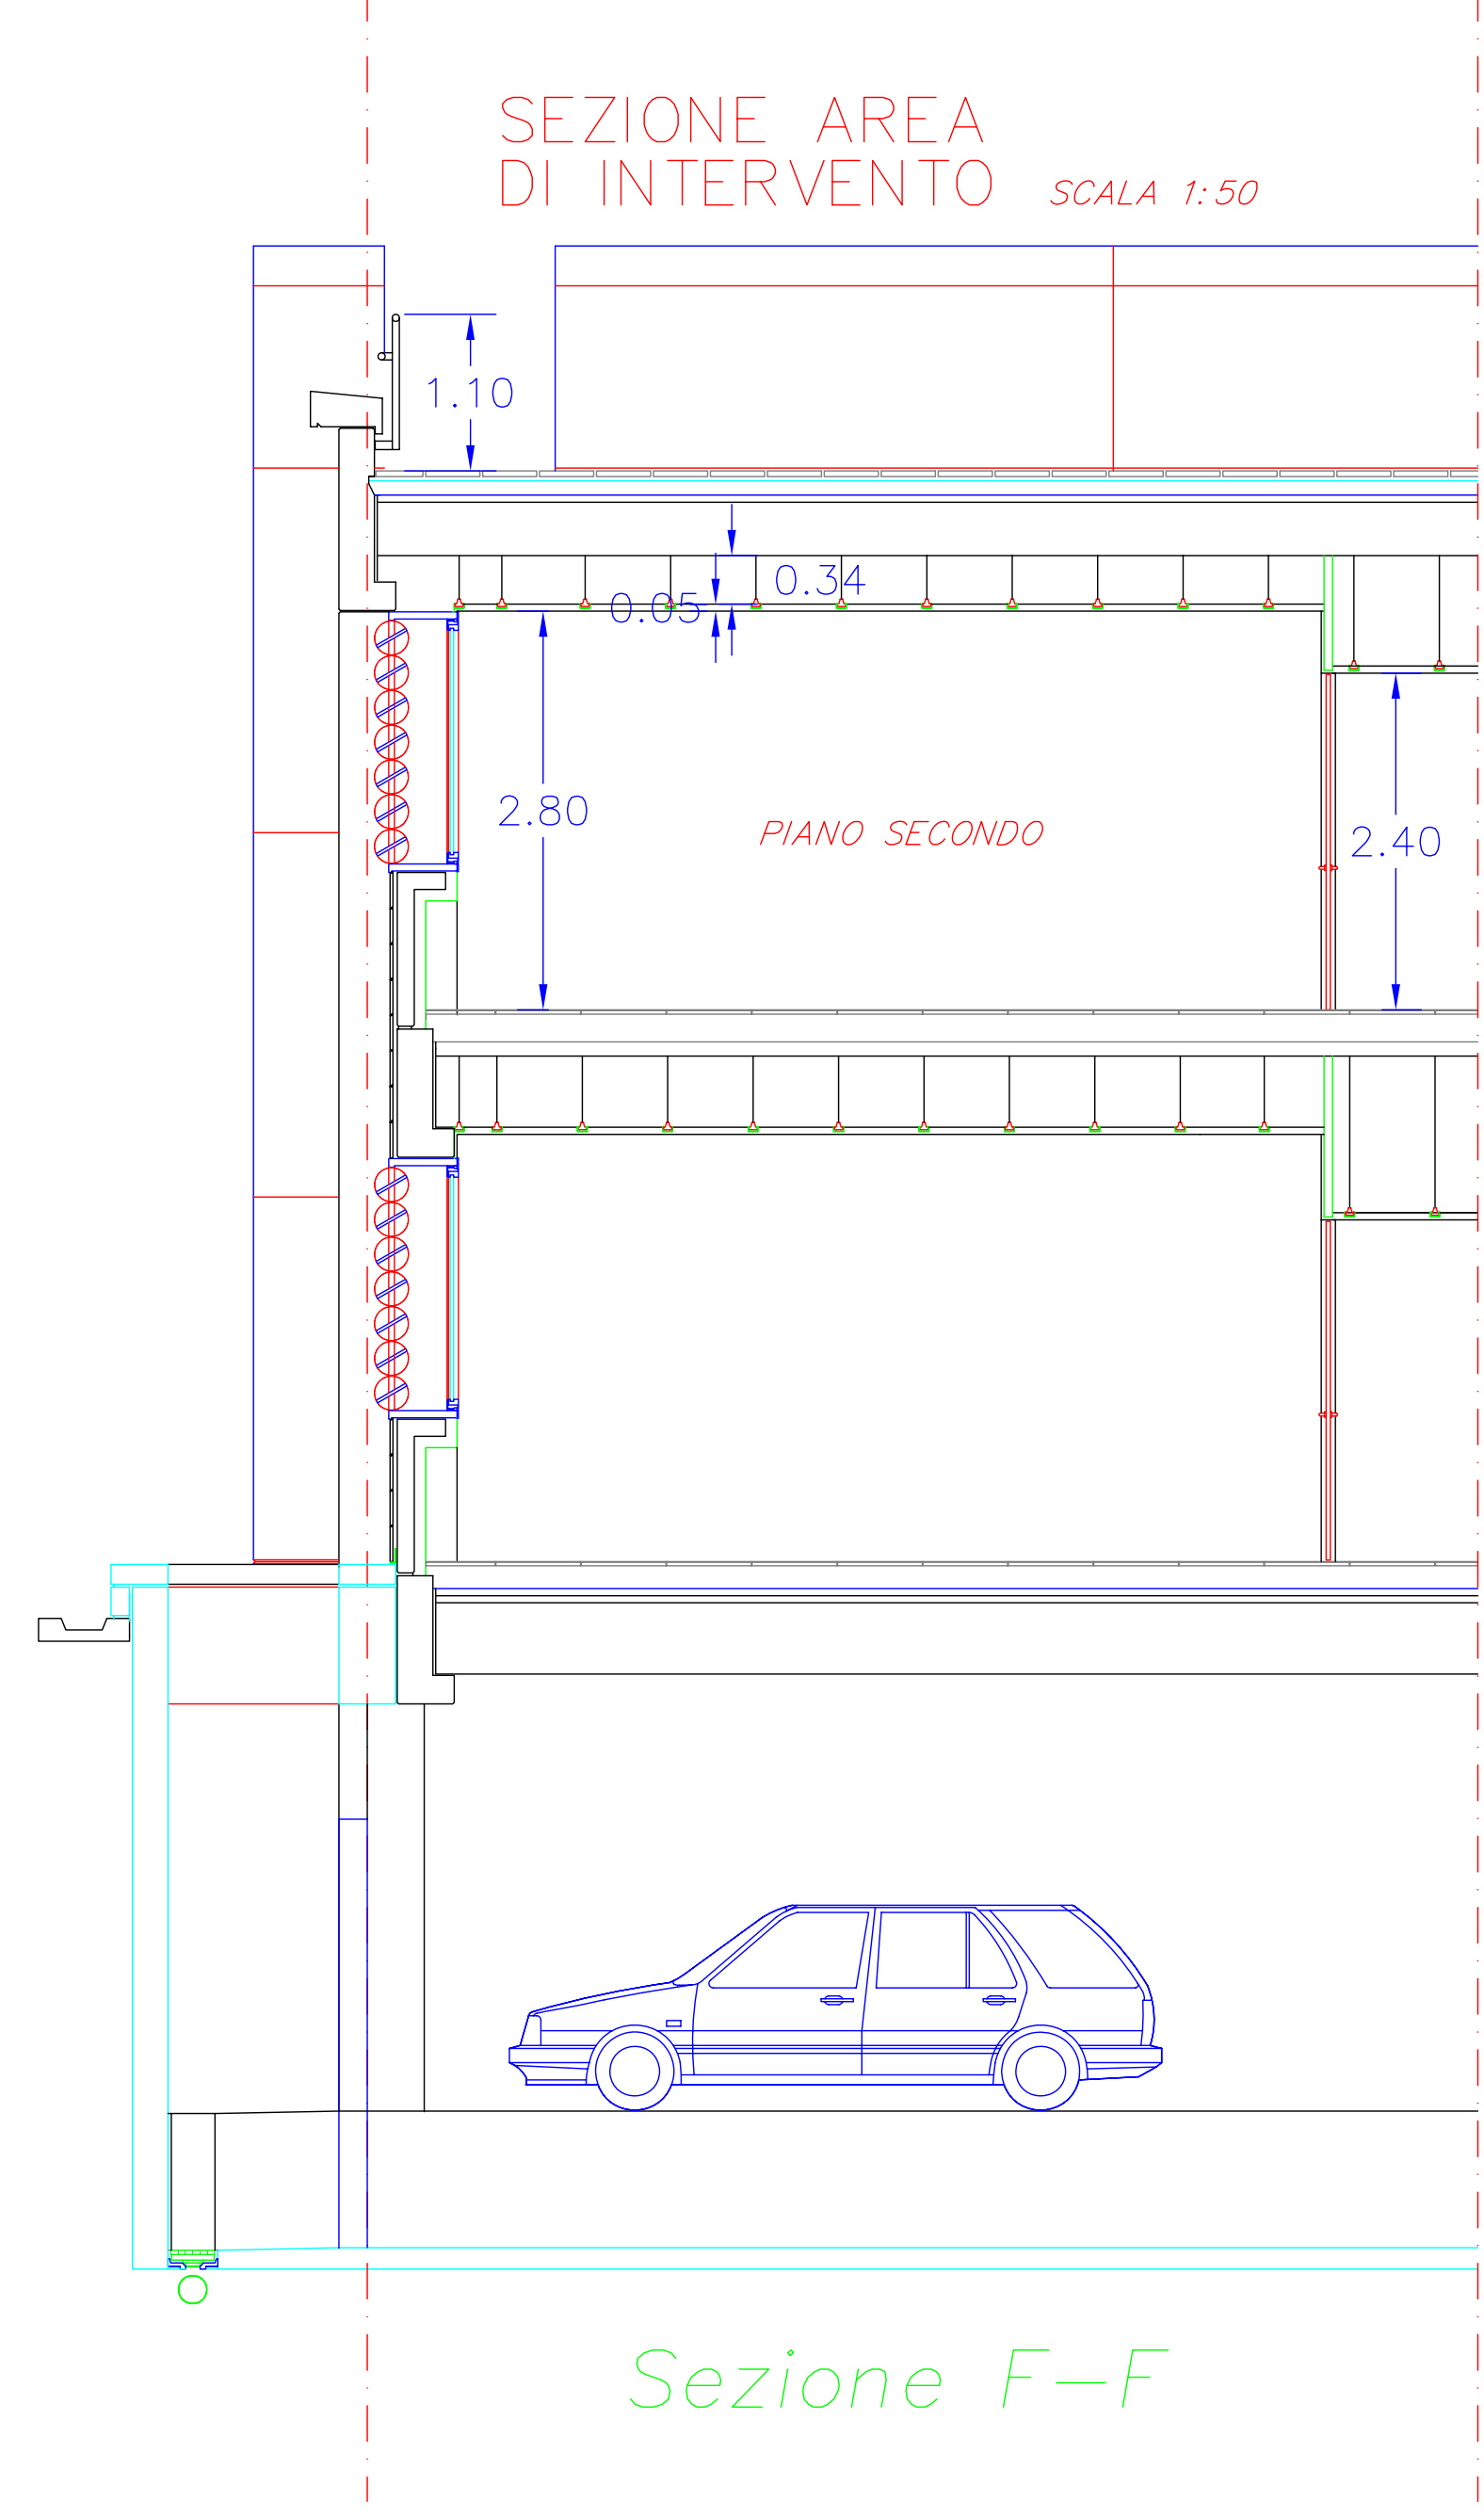 SEZIONE AREA
DI INTERVENTO SCALA 1:50
1.10
0.34
0.05
2.80
PIANO SECONDO
2.40
Sezione F-F